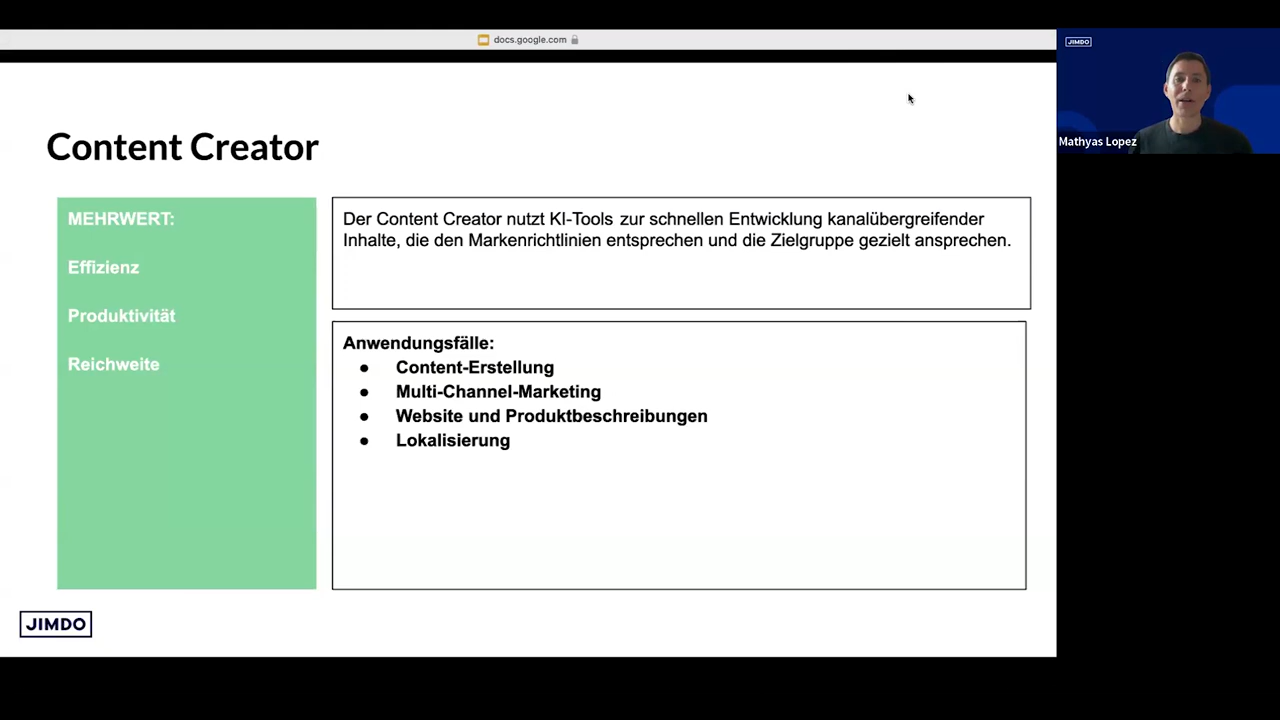 docs.google.com
JIMDO
Mathyas Lopez
Content Creator
MEHRWERT:
Effizienz
Produktivität
Reichweite
Der Content Creator nutzt KI-Tools zur schnellen Entwicklung kanalübergreifender
Inhalte, die den Markenrichtlinien entsprechen und die Zielgruppe gezielt ansprechen.
Anwendungsfälle:
● Content-Erstellung
● Multi-Channel-Marketing
● Website und Produktbeschreibungen
● Lokalisierung
JIMDO